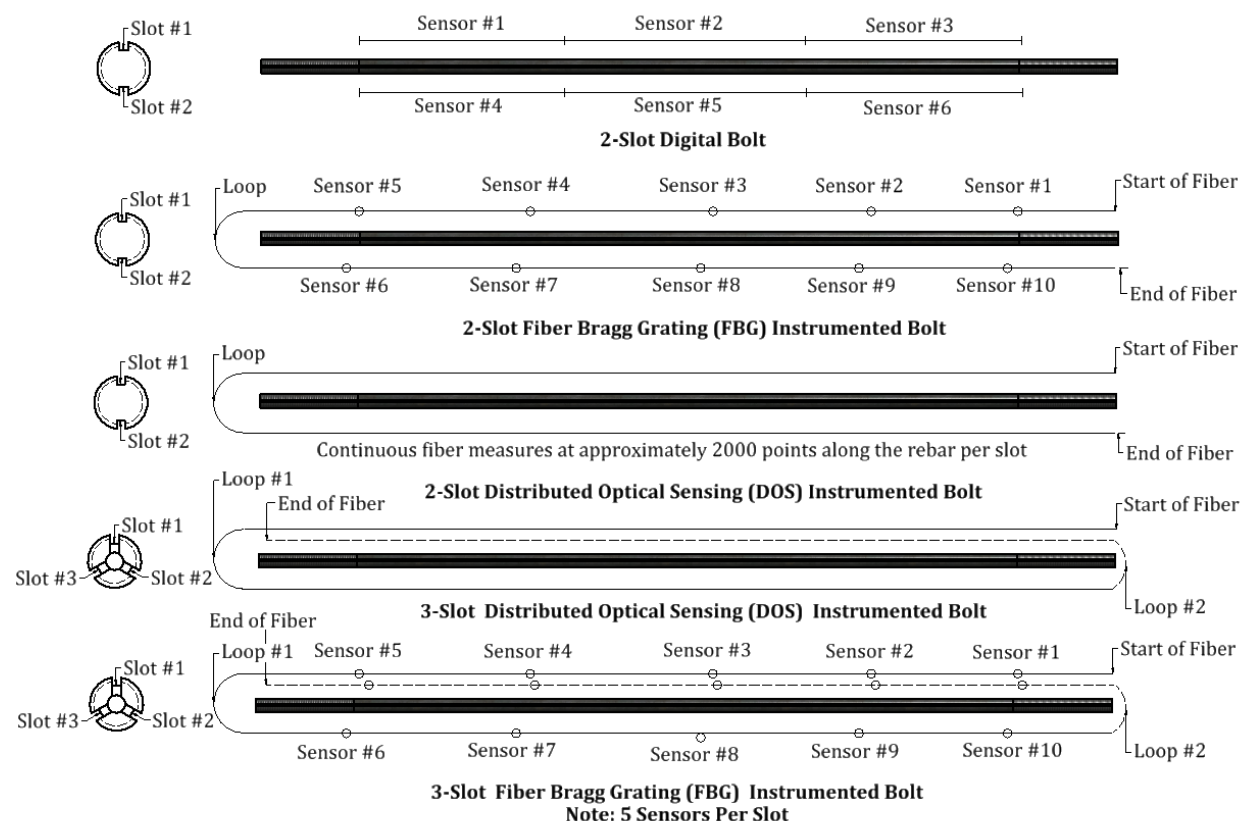 Slot #1
Slot #2
Sensor #1
Sensor #2
Sensor #3
Sensor #4
Sensor #5
Sensor #6
2-Slot Digital Bolt
Slot #1
Slot #2
Loop
Sensor #5
Sensor #4
Sensor #3
Sensor #2
Sensor #1
Start of Fiber
Sensor #6
Sensor #7
Sensor #8
Sensor #9
Sensor #10
End of Fiber
2-Slot Fiber Bragg Grating (FBG) Instrumented Bolt
Slot #1
Slot #2
Loop
Start of Fiber
Continuous fiber measures at approximately 2000 points along the rebar per slot
End of Fiber
2-Slot Distributed Optical Sensing (DOS) Instrumented Bolt
Loop #1
End of Fiber
Start of Fiber
Slot #1
Slot #3
Slot #2
Loop #2
3-Slot Distributed Optical Sensing (DOS) Instrumented Bolt
End of Fiber
Loop #1
Sensor #5
Sensor #4
Sensor #3
Sensor #2
Sensor #1
Start of Fiber
Slot #1
Slot #3
Slot #2
Sensor #6
Sensor #7
Sensor #8
Sensor #9
Sensor #10
Loop #2
3-Slot Fiber Bragg Grating (FBG) Instrumented Bolt
Note: 5 Sensors Per Slot